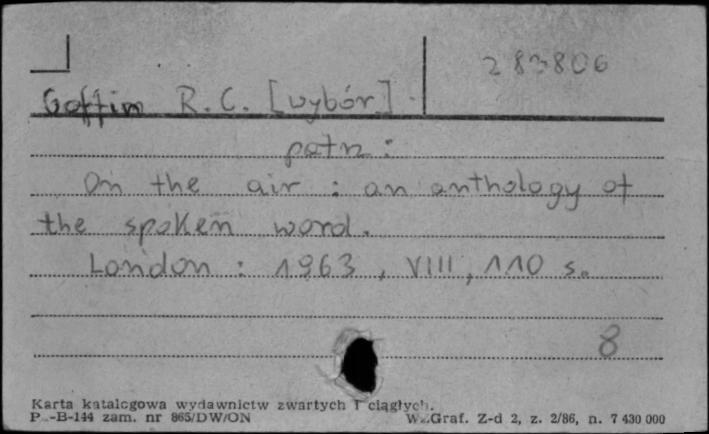 283806
Goffin R.C. [wybór]
patrz:
On the air : an anthology of
the spoken word.
London : 1963, VIII, 110 s.
8
Karta katalogowa wydawnictw zwartych i ciągłych.
-B-144 zam. nr 865/DW/ON WZGraf. Z-d 2, z. 2/86, n. 7 430 000